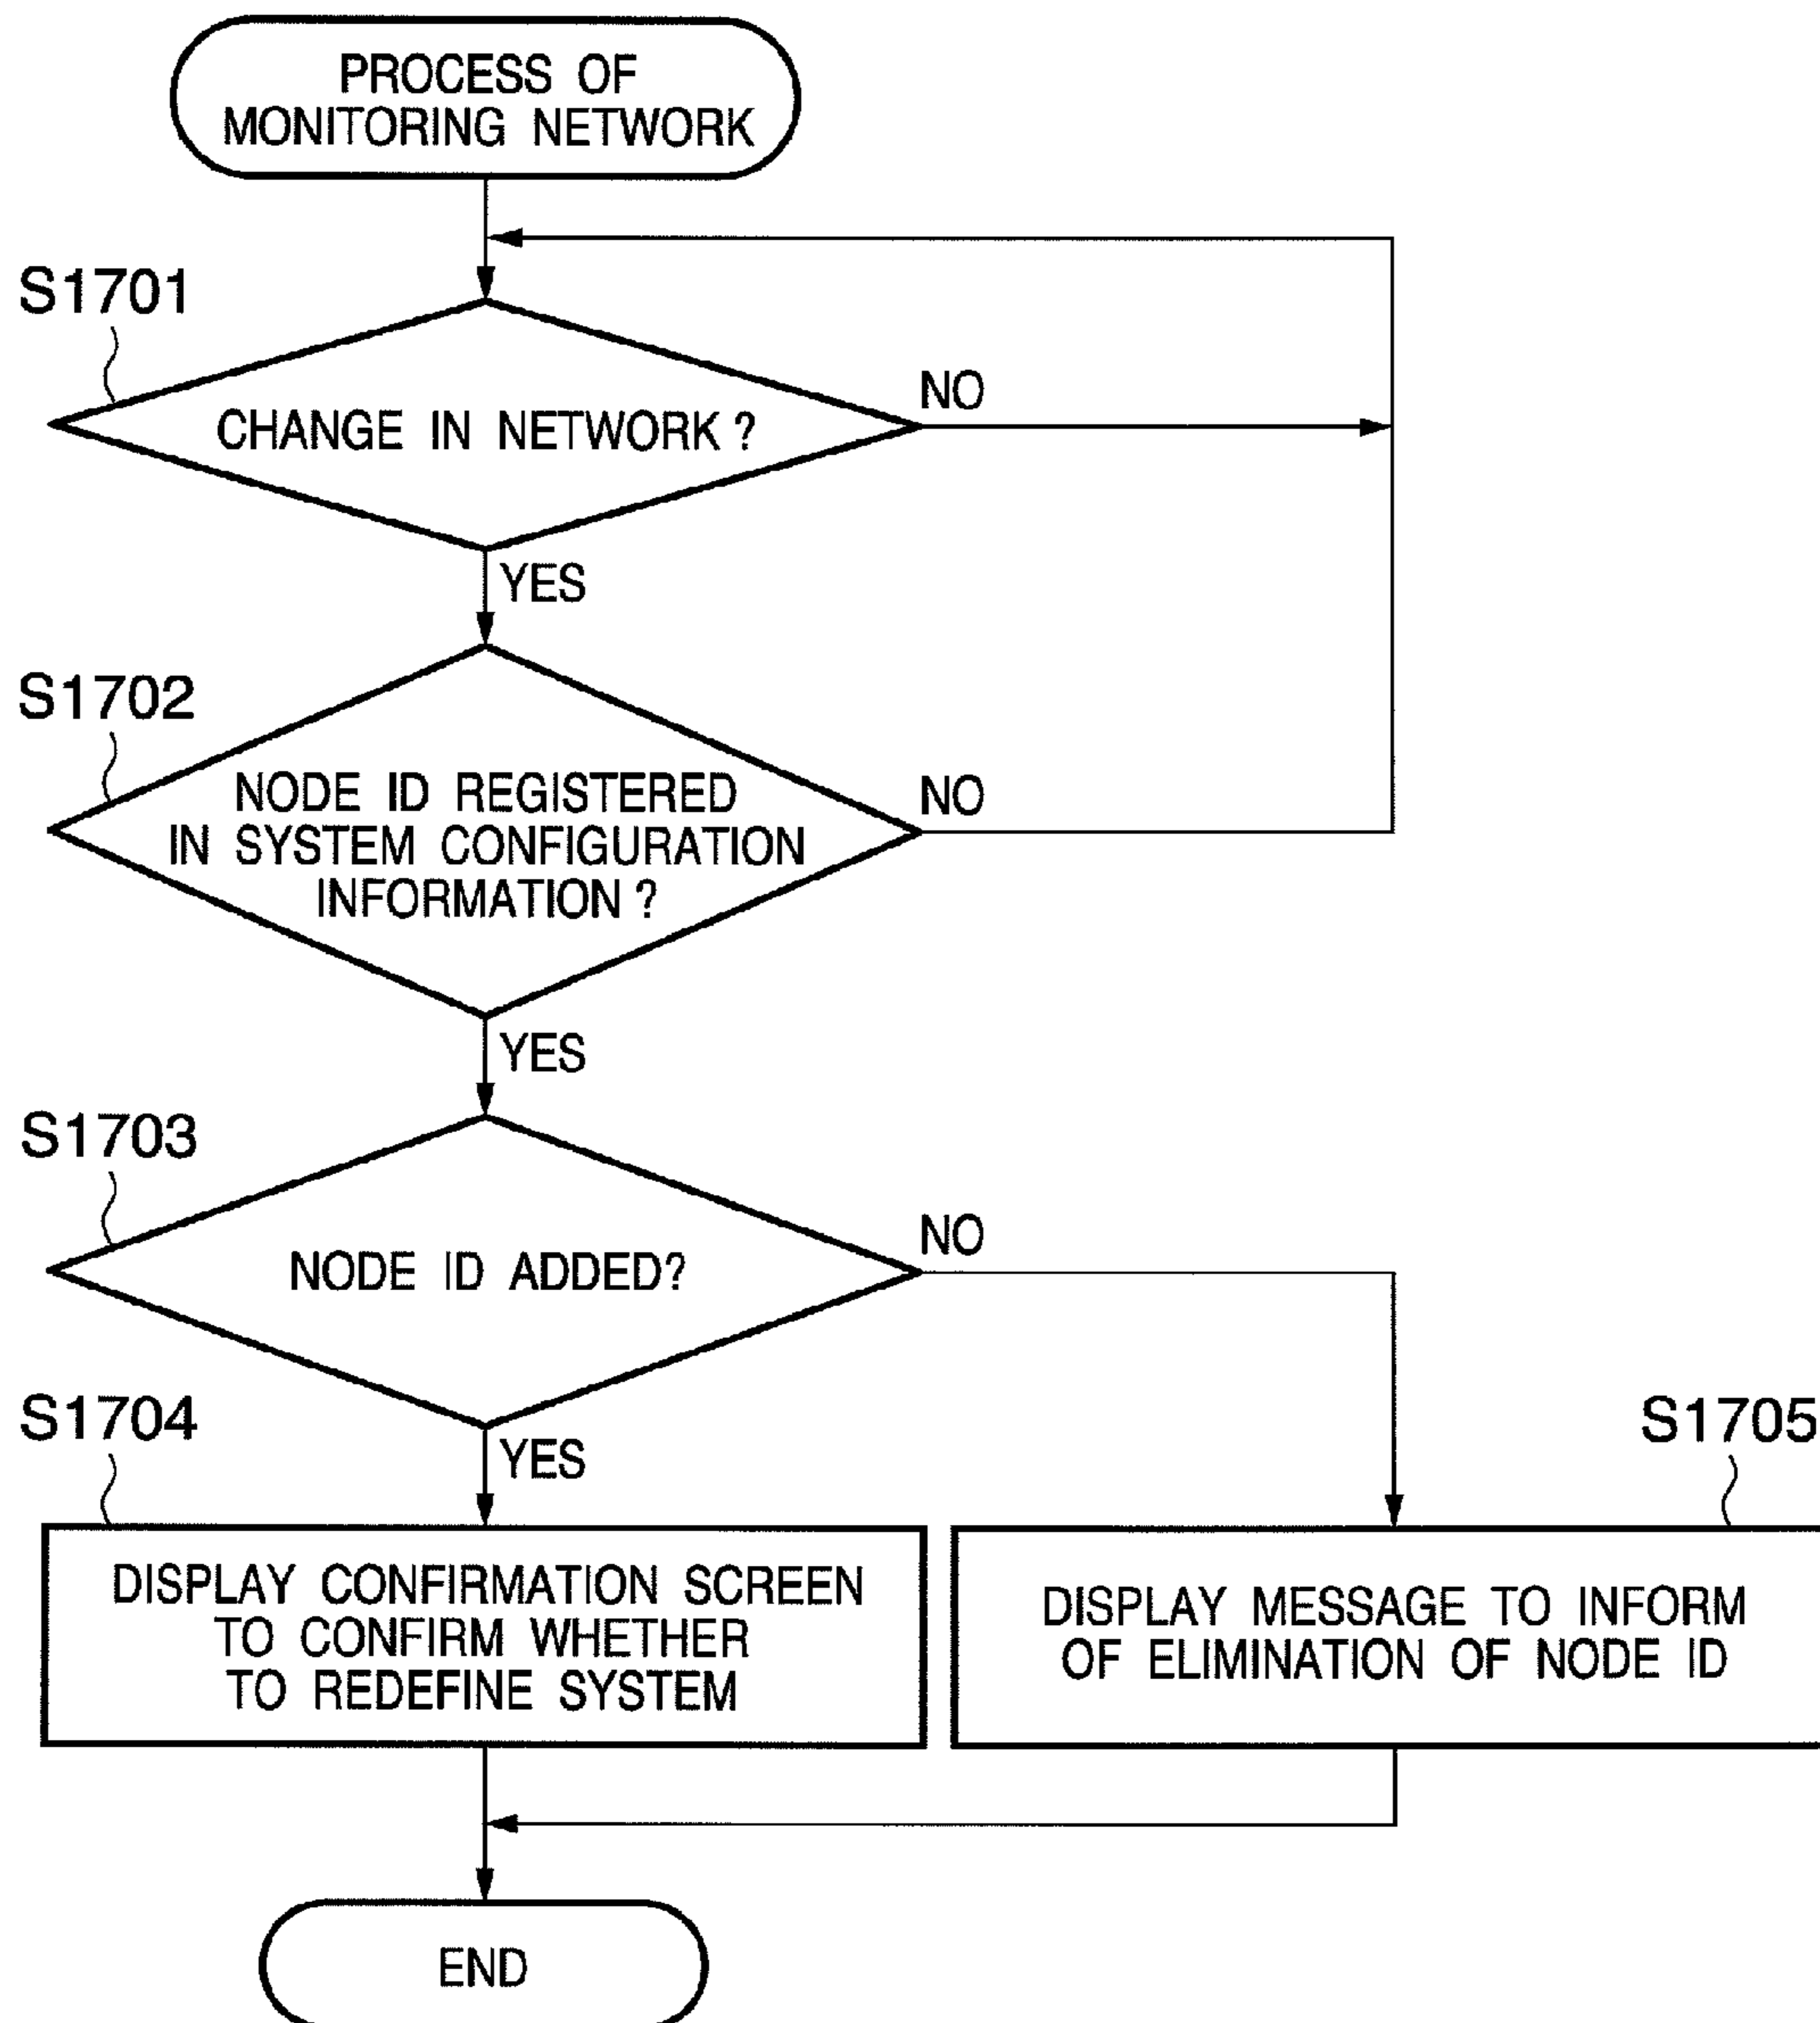 PROCESS OF
MONITORING NETWORK
S1701
CHANGE IN NETWORK?
NO
YES
S1702
NODE ID REGISTERED
IN SYSTEM CONFIGURATION
INFORMATION?
NO
YES
S1703
NODE ID ADDED?
NO
YES
S1704
DISPLAY CONFIRMATION SCREEN
TO CONFIRM WHETHER
TO REDEFINE SYSTEM
S1705
DISPLAY MESSAGE TO INFORM
OF ELIMINATION OF NODE ID
END